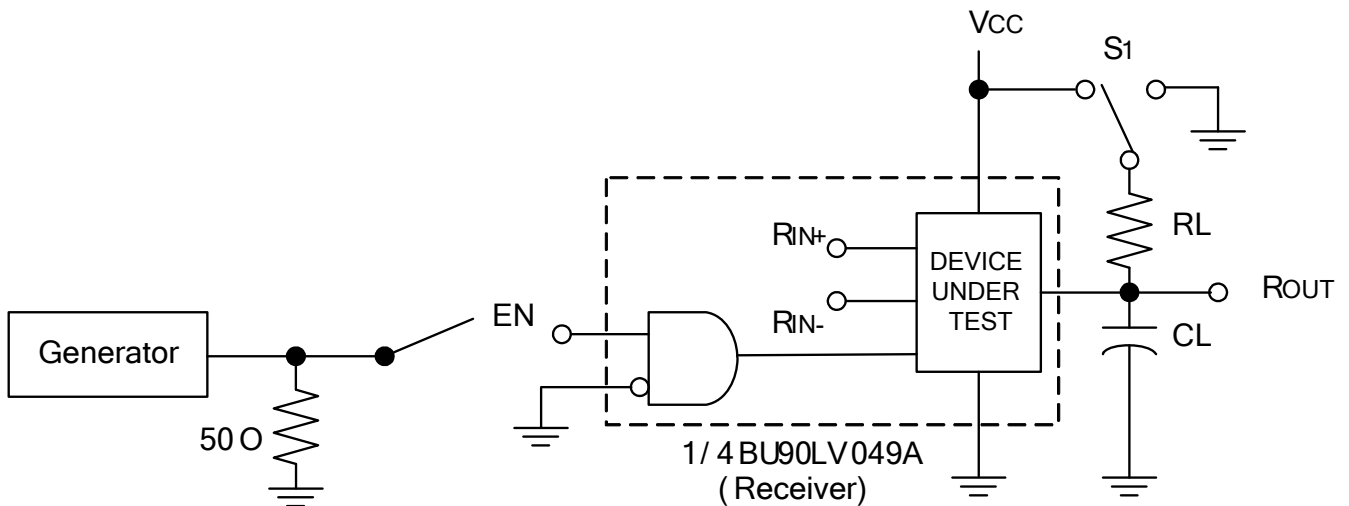 VCC
S1
RIN+
DEVICE
UNDER
TEST
RL
RIN-
ROUT
EN
Generator
CL
50 O
1/ 4 BU90LV049A
( Receiver)